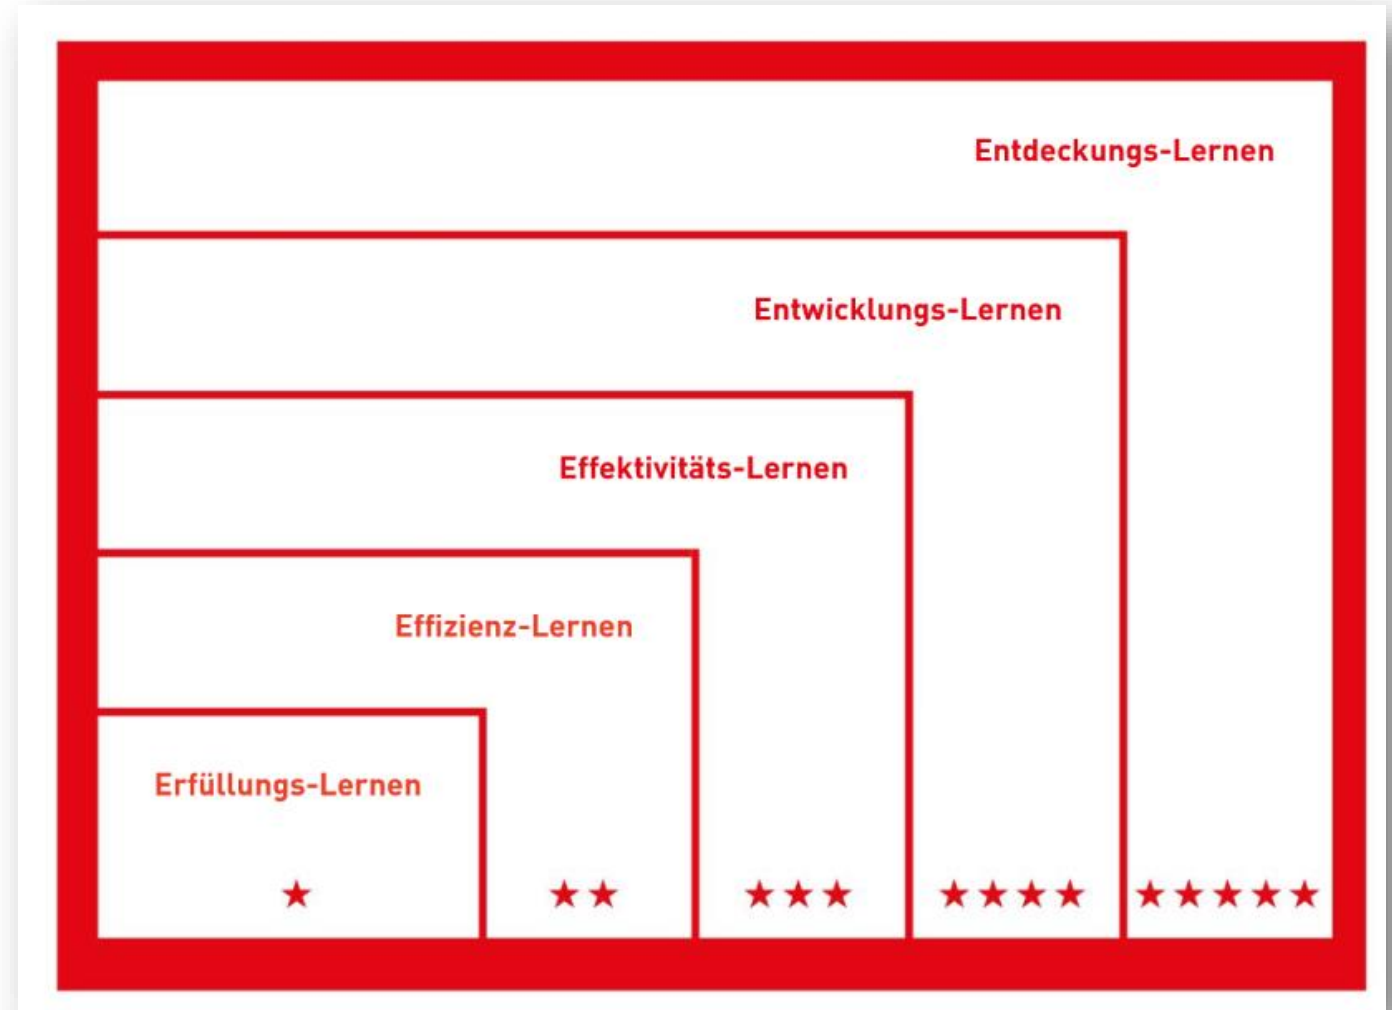 Entdeckungs-Lernen
Entwicklungs-Lernen
Effektivitäts-Lernen
Effizienz-Lernen
Erfüllungs-Lernen
★ ★★ ★★★ ★★★★ ★★★★★